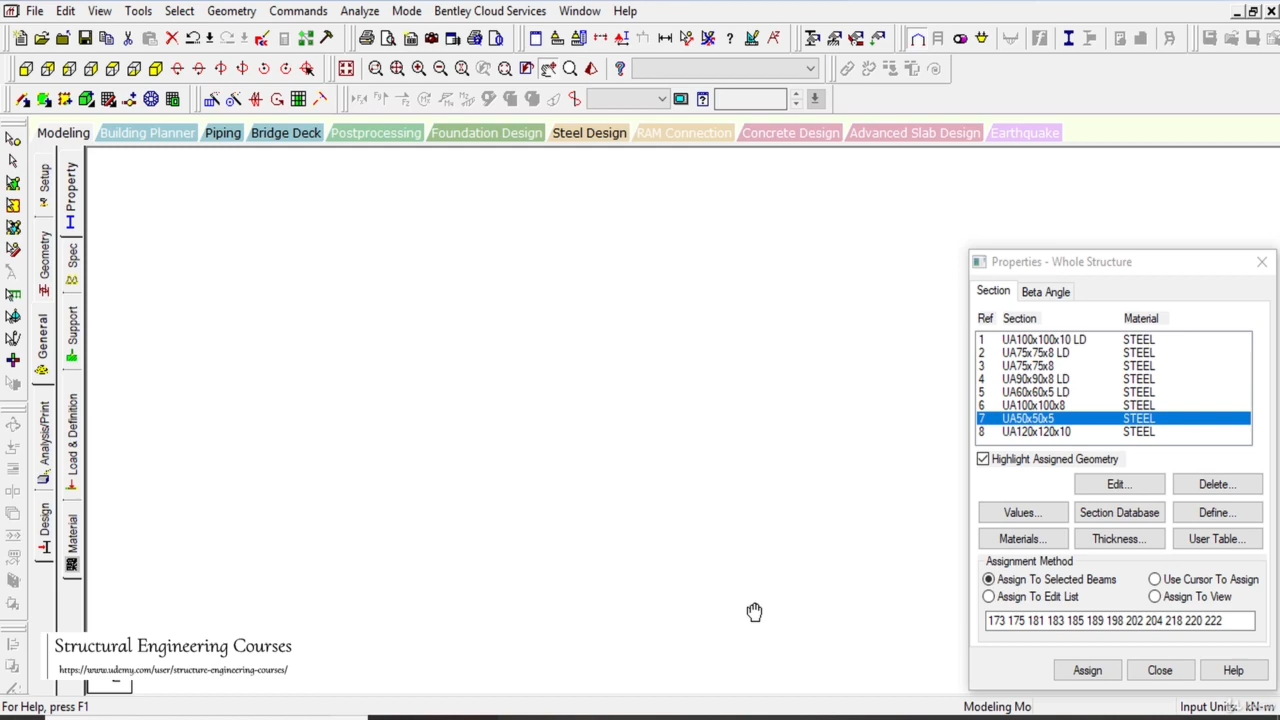 File Edit View Tools Select Geometry Commands Analyze Mode Bentley Cloud Services Window Help
Modeling Building Planner Piping Bridge Deck Postprocessing Foundation Design Steel Design RAM Connection Concrete Design Advanced Slab Design Earthquake
Setup
Geometry
General
Analysis/Print
Design
Property
Spec
Support
Load & Definition
Material
Properties - Whole Structure
Section Beta Angle
Ref Section Material
1 UA100x100x10 LD STEEL
2 UA75x75x8 LD STEEL
3 UA75x75x8 STEEL
4 UA90x90x8 LD STEEL
5 UA60x60x5 LD STEEL
6 UA100x100x8 STEEL
7 UA50x50x5 STEEL
8 UA120x120x10 STEEL
Highlight Assigned Geometry
Edit... Delete...
Values... Section Database Define...
Materials... Thickness... User Table...
Assignment Method
Assign To Selected Beams Use Cursor To Assign
Assign To Edit List Assign To View
173 175 181 183 185 189 198 202 204 218 220 222
Assign Close Help
Structural Engineering Courses
https://www.udemy.com/user/structure-engineering-courses/
For Help, press F1 Modeling Mo Input Units: kN-m